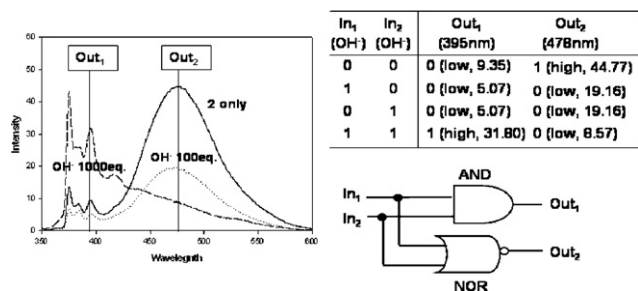 Out1 Out2
60
50
40
30
20
10
0
Intensity
2 only
OH⁻ 1000eq.
OH⁻ 100eq.
350 400 450 500 550 600
Wavelegnth
In1 In2 Out1 Out2
(OH⁻) (OH⁻) (395nm) (478nm)
0 0 0 (low, 9.35) 1 (high, 44.77)
1 0 0 (low, 5.07) 0 (low, 19.16)
0 1 0 (low, 5.07) 0 (low, 19.16)
1 1 1 (high, 31.80) 0 (low, 8.57)
AND
In1
In2
Out1
Out2
NOR